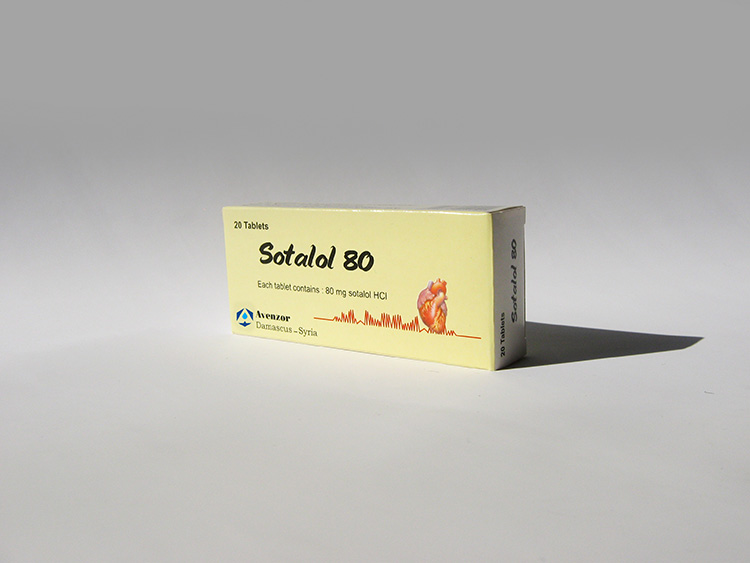 20 Tablets
Sotalol 80
Each tablet contains : 80 mg sotalol HCl
Avenzor
Damascus - Syria
Sotalol 80
20 Tablets